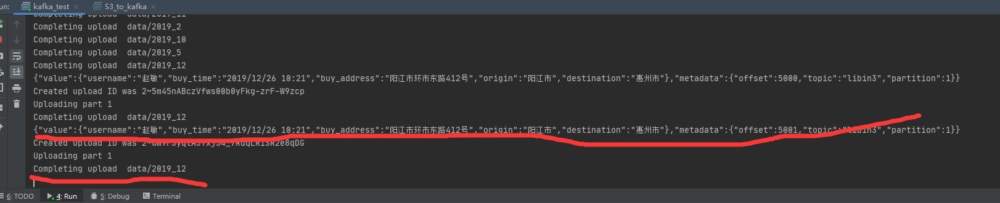 un:
kafka_test
S3_to_kafka
Completing upload  data/2019_11
Completing upload  data/2019_2
Completing upload  data/2019_10
Completing upload  data/2019_5
Completing upload  data/2019_12
{"value":{"username":"赵敏","buy_time":"2019/12/26 10:21","buy_address":"阳江市环市东路412号","origin":"阳江市","destination":"惠州市"},"metadata":{"offset":5000,"topic":"libin3","partition":1}}
Created upload ID was 2~5m45nABczVfws00b0yFkg-zrF-W9zcp
Uploading part 1
Completing upload  data/2019_12
{"value":{"username":"赵敏","buy_time":"2019/12/26 10:21","buy_address":"阳江市环市东路412号","origin":"阳江市","destination":"惠州市"},"metadata":{"offset":5001,"topic":"libin3","partition":1}}
Created upload ID was
Uploading part 1
Completing upload  data/2019_12
6: TODO
4: Run
5: Debug
Terminal